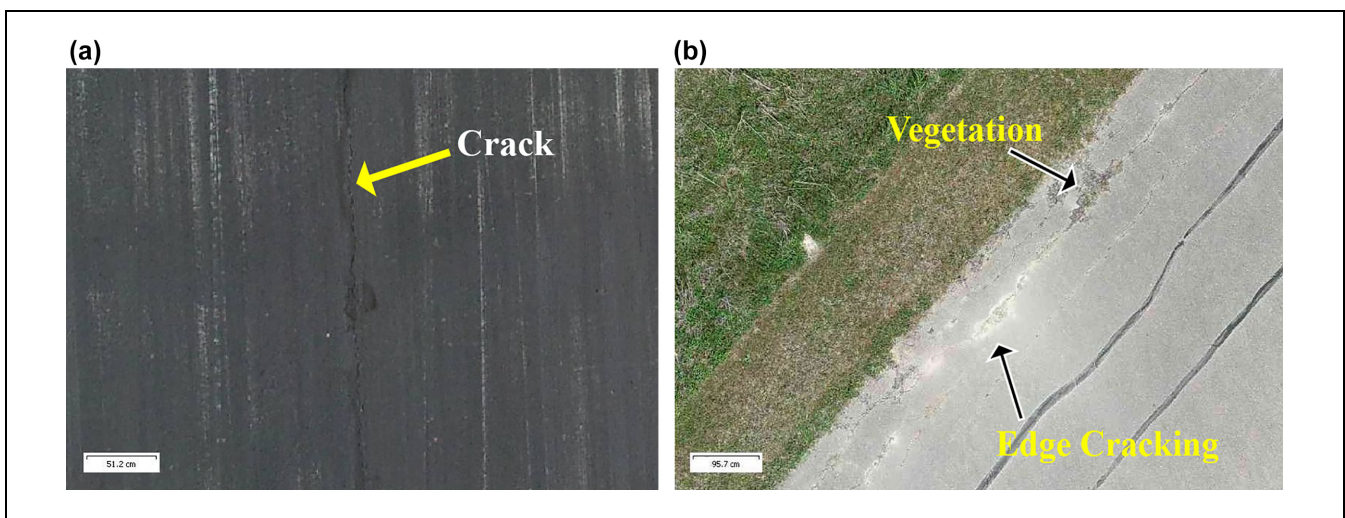 (a)
(b)
Crack
Vegetation
Edge Cracking
51.2 cm
95.7 cm